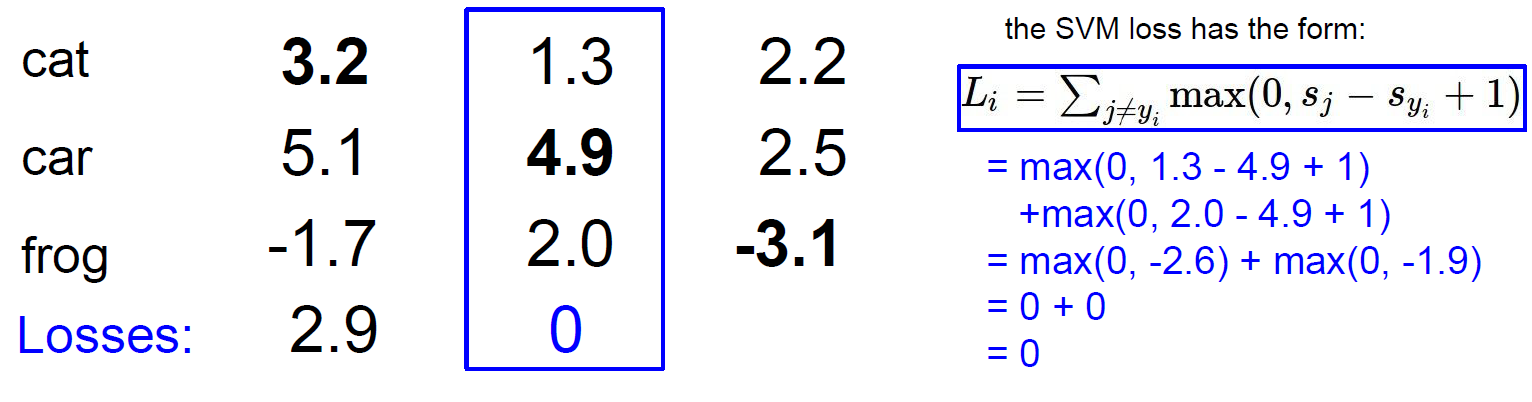 cat 3.2 1.3 2.2
car 5.1 4.9 2.5
frog -1.7 2.0 -3.1
Losses: 2.9 0
the SVM loss has the form:
L_i = ∑_{j≠y_i} max(0, s_j − s_{y_i} + 1)
= max(0, 1.3 - 4.9 + 1)
+max(0, 2.0 - 4.9 + 1)
= max(0, -2.6) + max(0, -1.9)
= 0 + 0
= 0